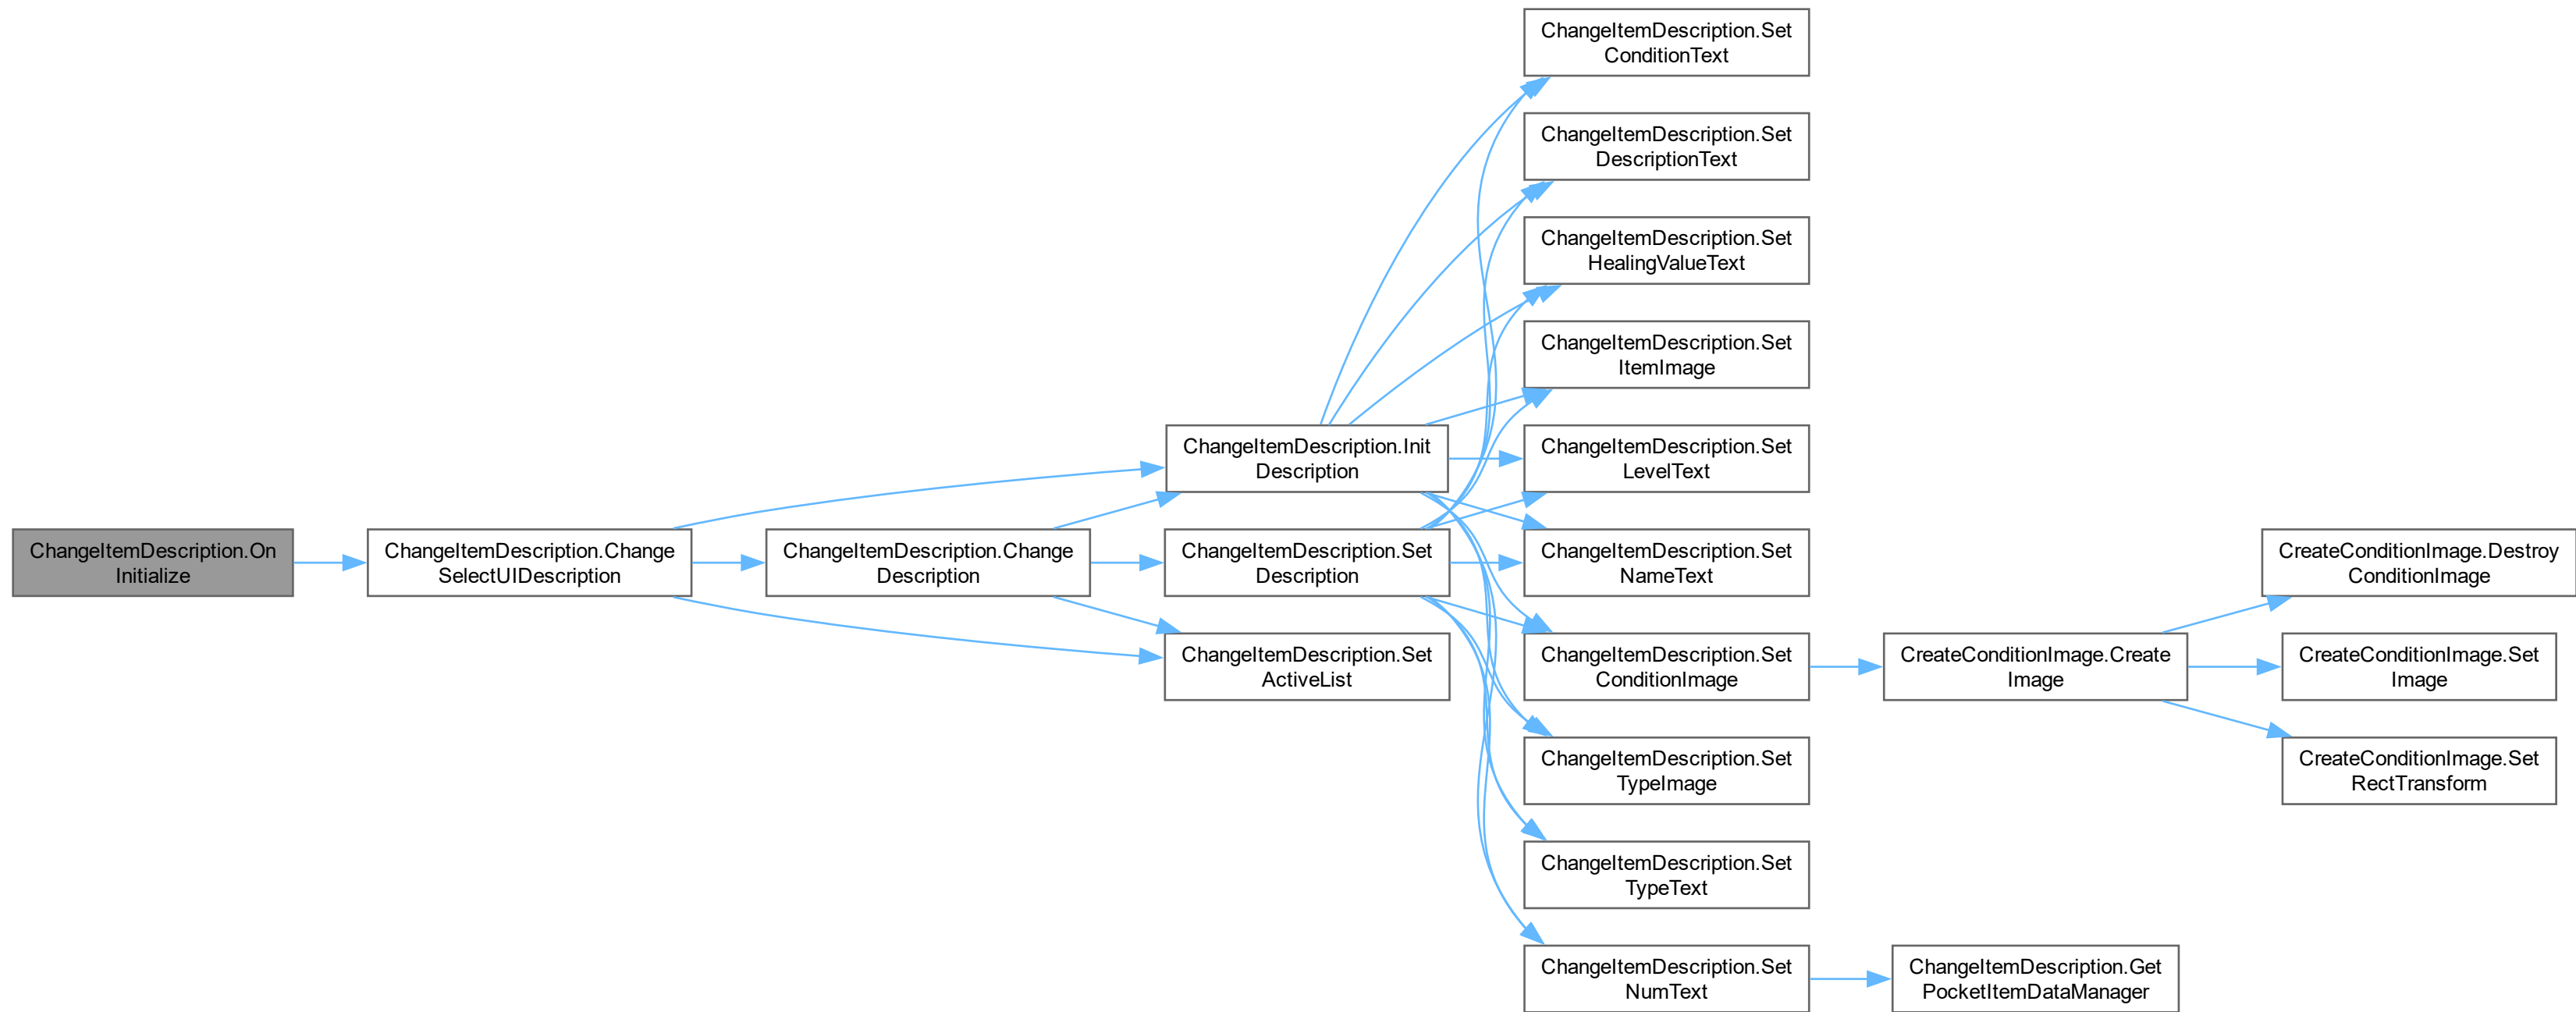 ChangeItemDescription.On
Initialize
ChangeItemDescription.Change
SelectUIDescription
ChangeItemDescription.Change
Description
ChangeItemDescription.Init
Description
ChangeItemDescription.Set
Description
ChangeItemDescription.Set
ActiveList
ChangeItemDescription.Set
ConditionText
ChangeItemDescription.Set
DescriptionText
ChangeItemDescription.Set
HealingValueText
ChangeItemDescription.Set
ItemImage
ChangeItemDescription.Set
LevelText
ChangeItemDescription.Set
NameText
ChangeItemDescription.Set
ConditionImage
ChangeItemDescription.Set
TypeImage
ChangeItemDescription.Set
TypeText
ChangeItemDescription.Set
NumText
CreateConditionImage.Create
Image
ChangeItemDescription.Get
PocketItemDataManager
CreateConditionImage.Destroy
ConditionImage
CreateConditionImage.Set
Image
CreateConditionImage.Set
RectTransform